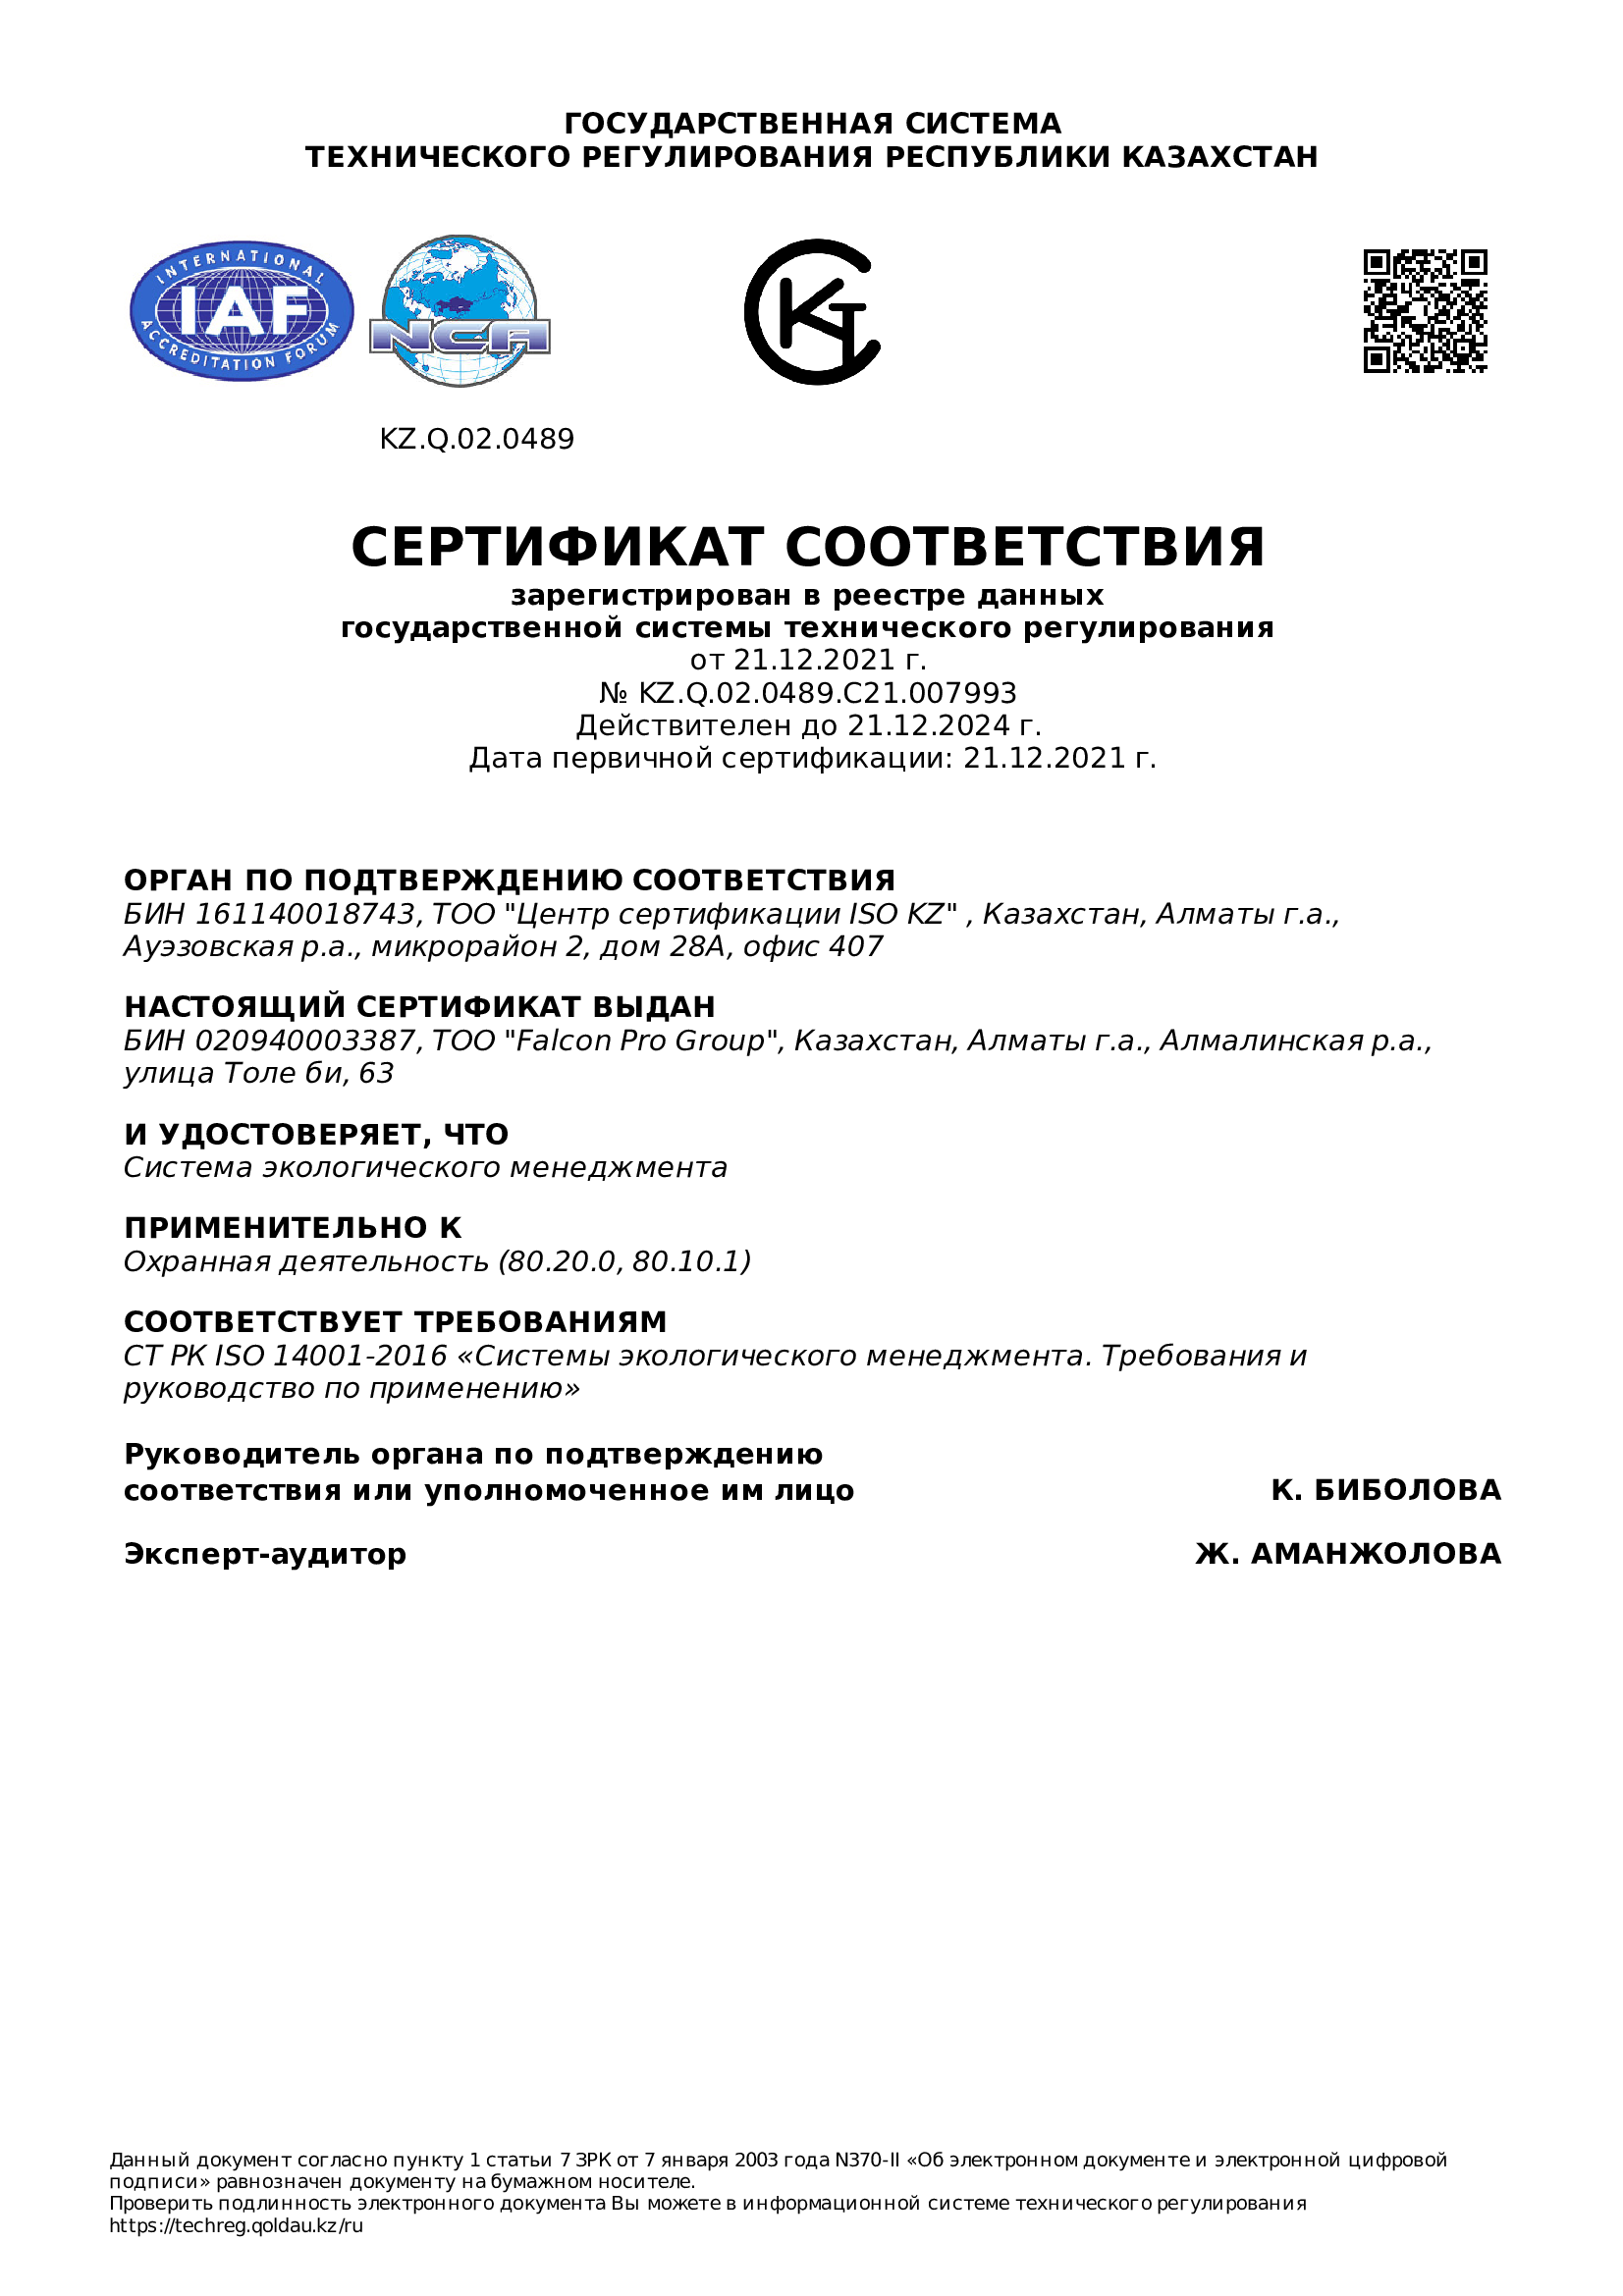 ГОСУДАРСТВЕННАЯ СИСТЕМА
ТЕХНИЧЕСКОГО РЕГУЛИРОВАНИЯ РЕСПУБЛИКИ КАЗАХСТАН
INTERNATIONAL
IAF
ACCREDITATION FORUM
NCA
KT
KZ.Q.02.0489
СЕРТИФИКАТ СООТВЕТСТВИЯ
зарегистрирован в реестре данных
государственной системы технического регулирования
от 21.12.2021 г.
№ KZ.Q.02.0489.C21.007993
Действителен до 21.12.2024 г.
Дата первичной сертификации: 21.12.2021 г.
ОРГАН ПО ПОДТВЕРЖДЕНИЮ СООТВЕТСТВИЯ
БИН 161140018743, ТОО "Центр сертификации ISO KZ" , Казахстан, Алматы г.а.,
Ауэзовская р.а., микрорайон 2, дом 28А, офис 407
НАСТОЯЩИЙ СЕРТИФИКАТ ВЫДАН
БИН 020940003387, ТОО "Falcon Pro Group", Казахстан, Алматы г.а., Алмалинская р.а.,
улица Толе би, 63
И УДОСТОВЕРЯЕТ, ЧТО
Система экологического менеджмента
ПРИМЕНИТЕЛЬНО К
Охранная деятельность (80.20.0, 80.10.1)
СООТВЕТСТВУЕТ ТРЕБОВАНИЯМ
СТ РК ISO 14001-2016 «Системы экологического менеджмента. Требования и
руководство по применению»
Руководитель органа по подтверждению
соответствия или уполномоченное им лицо К. БИБОЛОВА
Эксперт-аудитор Ж. АМАНЖОЛОВА
Данный документ согласно пункту 1 статьи 7 ЗРК от 7 января 2003 года N370-II «Об электронном документе и электронной цифровой
подписи» равнозначен документу на бумажном носителе.
Проверить подлинность электронного документа Вы можете в информационной системе технического регулирования
https://techreg.qoldau.kz/ru